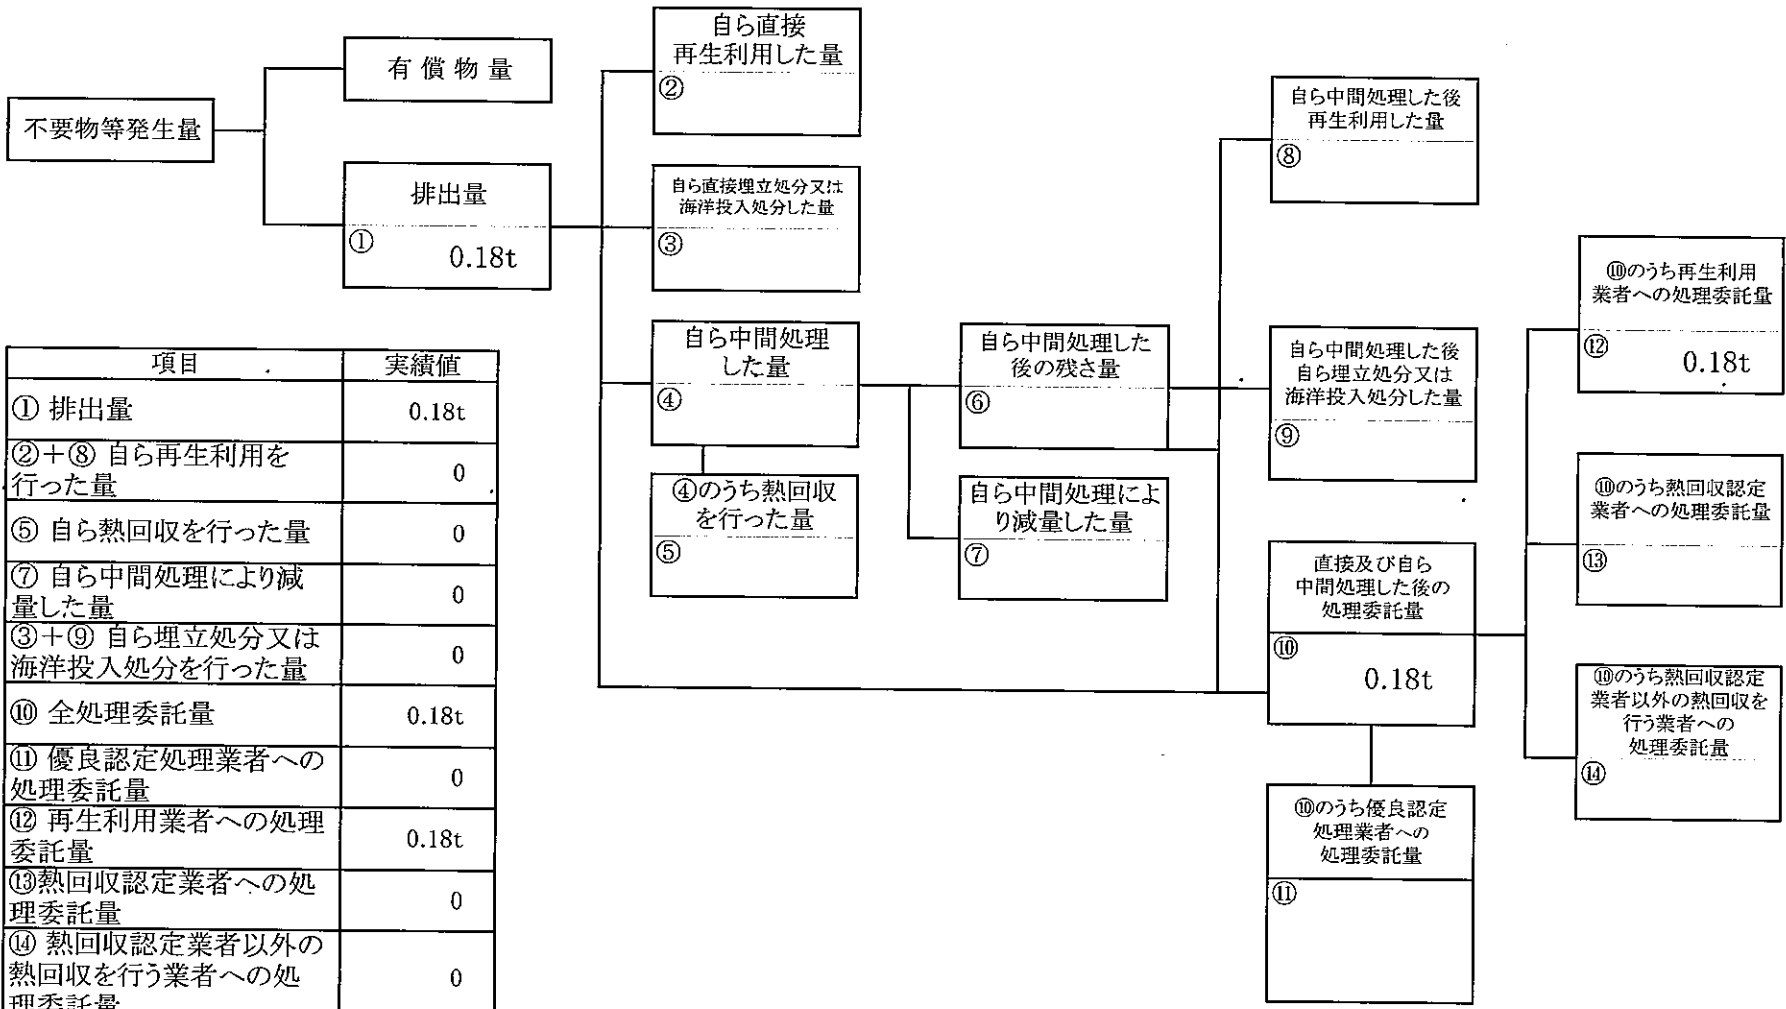 不要物等発生量
有償物量
排出量
①
0.18t
自ら直接
再生利用した量
②
自ら直接埋立処分又は
海洋投入処分した量
③
自ら中間処理
した量
④
④のうち熱回収
を行った量
⑤
自ら中間処理した
後の残さ量
⑥
自ら中間処理によ
り減量した量
⑦
自ら中間処理した後
再生利用した量
⑧
自ら中間処理した後
自ら埋立処分又は
海洋投入処分した量
⑨
直接及び自ら
中間処理した後の
処理委託量
⑩
0.18t
⑩のうち優良認定
処理業者への
処理委託量
⑪
⑩のうち再生利用
業者への処理委託量
⑫
0.18t
⑩のうち熱回収認定
業者への処理委託量
⑬
⑩のうち熱回収認定
業者以外の熱回収を
行う業者への
処理委託量
⑭
項目 実績値
① 排出量 0.18t
②+⑧ 自ら再生利用を
行った量 0
⑤ 自ら熱回収を行った量 0
⑦ 自ら中間処理により減
量した量 0
③+⑨ 自ら埋立処分又は
海洋投入処分を行った量 0
⑩ 全処理委託量 0.18t
⑪ 優良認定処理業者への
処理委託量 0
⑫ 再生利用業者への処理
委託量 0.18t
⑬熱回収認定業者への処
理委託量 0
⑭ 熱回収認定業者以外の
熱回収を行う業者への処 0
理委託量